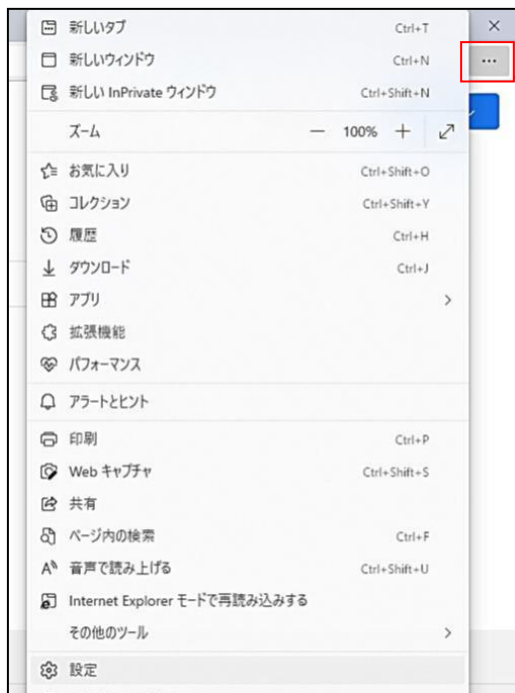 新しいタブ Ctrl+T
新しいウィンドウ Ctrl+N
新しい InPrivate ウィンドウ Ctrl+Shift+N
ズーム 100%
お気に入り Ctrl+Shift+O
コレクション Ctrl+Shift+Y
履歴 Ctrl+H
ダウンロード Ctrl+J
アプリ
拡張機能
パフォーマンス
アラートとヒント
印刷 Ctrl+P
Web キャプチャ Ctrl+Shift+S
共有
ページ内の検索 Ctrl+F
音声で読み上げる Ctrl+Shift+U
Internet Explorer モードで再読み込みする
その他のツール
設定